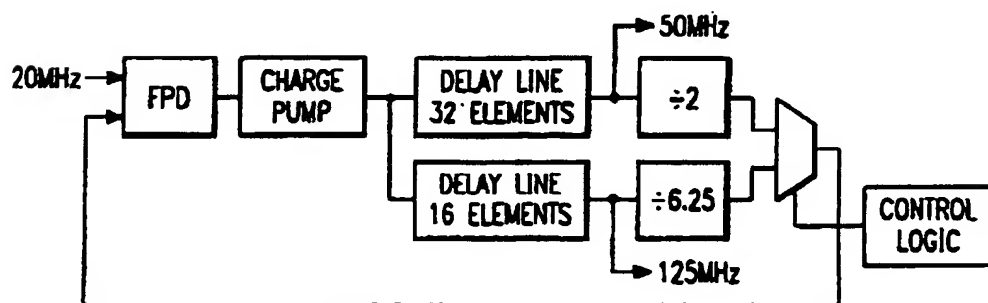 50MHz
20MHz
FPD
CHARGE
PUMP
DELAY LINE
32 ELEMENTS
÷2
DELAY LINE
16 ELEMENTS
÷6.25
CONTROL
LOGIC
125MHz